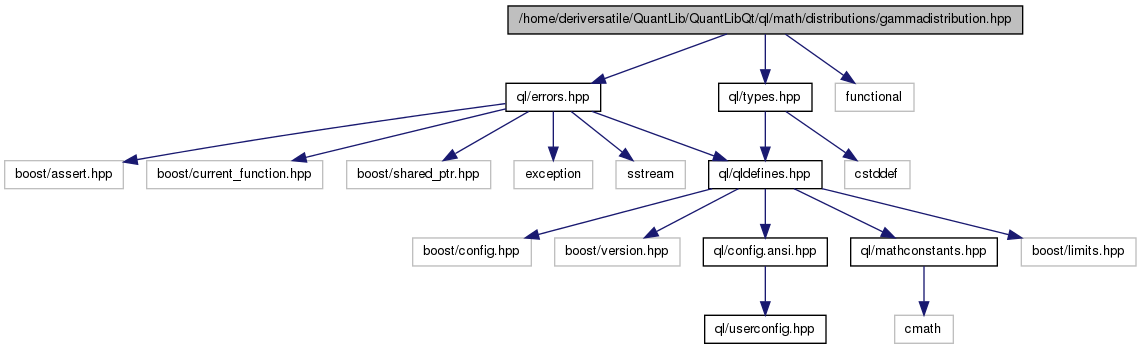 /home/deriversatile/QuantLib/QuantLibQt/ql/math/distributions/gammadistribution.hpp
ql/errors.hpp
ql/types.hpp
functional
boost/assert.hpp
boost/current_function.hpp
boost/shared_ptr.hpp
exception
sstream
ql/qldefines.hpp
cstddef
boost/config.hpp
boost/version.hpp
ql/config.ansi.hpp
ql/mathconstants.hpp
boost/limits.hpp
ql/userconfig.hpp
cmath